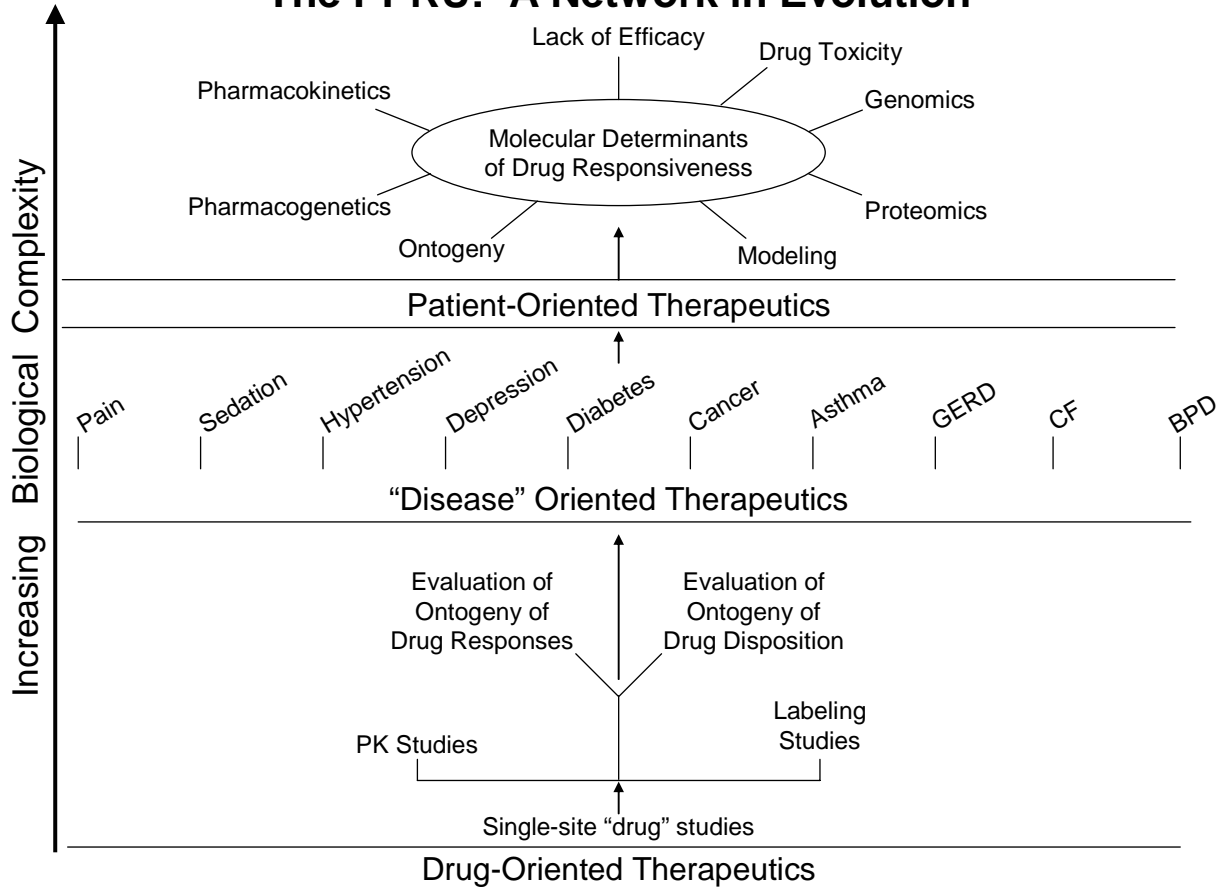 The PPRU: A Network in Evolution
Lack of Efficacy
Drug Toxicity
Pharmacokinetics
Genomics
Molecular Determinants
of Drug Responsiveness
Pharmacogenetics
Proteomics
Ontogeny
Modeling
Patient-Oriented Therapeutics
Pain
Sedation
Hypertension
Depression
Diabetes
Cancer
Asthma
GERD
CF
BPD
“Disease” Oriented Therapeutics
Evaluation of
Ontogeny of
Drug Responses
Evaluation of
Ontogeny of
Drug Disposition
PK Studies
Labeling
Studies
Single-site “drug” studies
Drug-Oriented Therapeutics
Increasing Biological Complexity